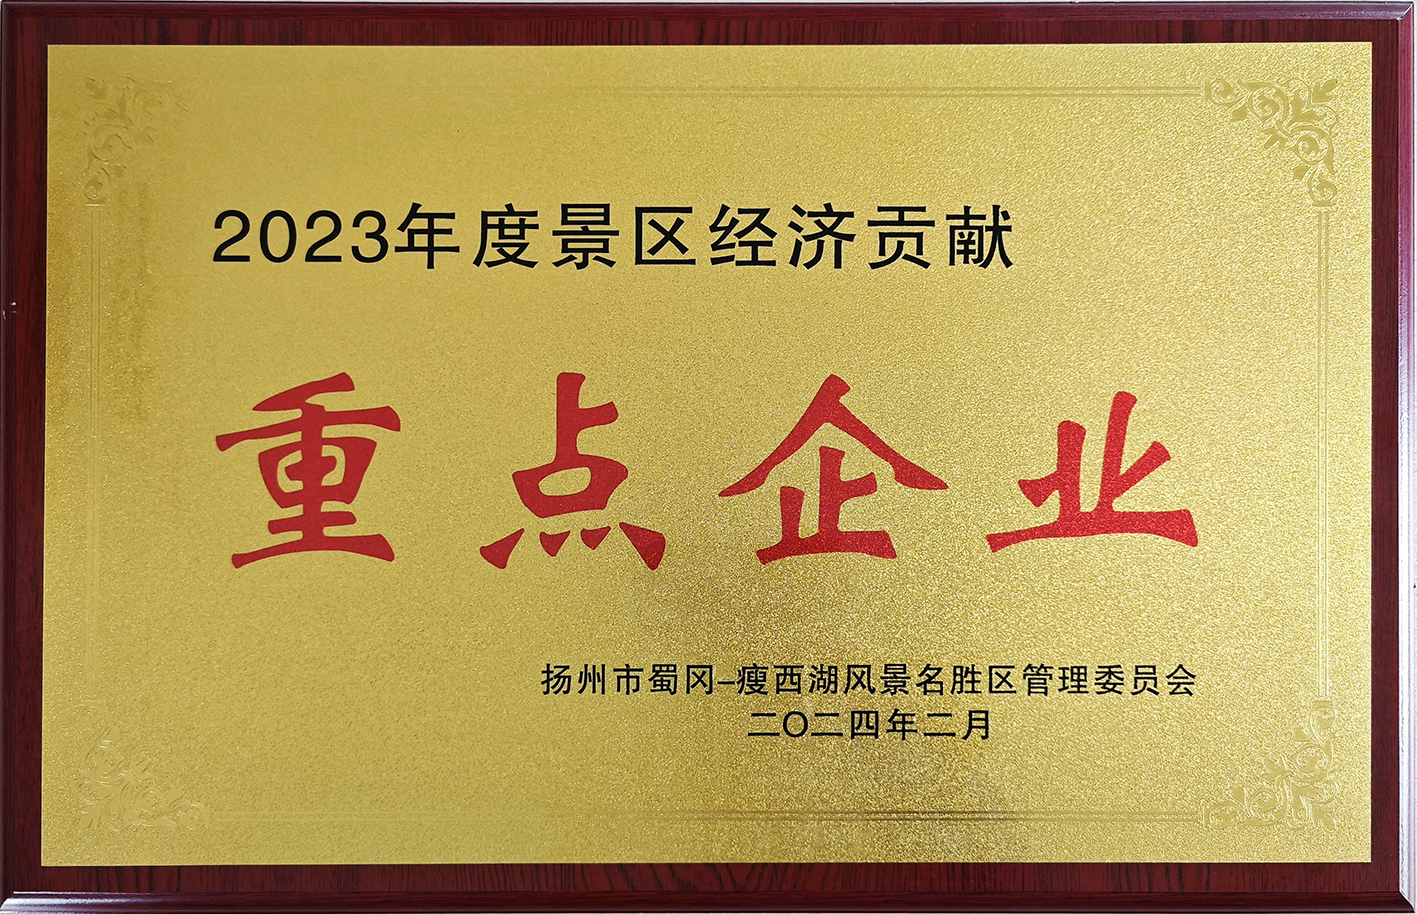 2023年度景区经济贡献
重点企业
扬州市蜀冈–瘦西湖风景名胜区管理委员会
二〇二四年二月